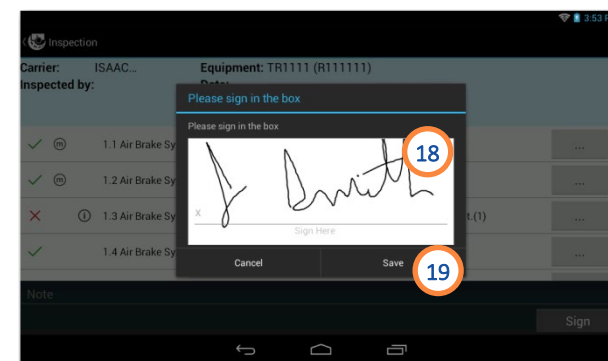 3:53 P
Inspection
Carrier: ISAAC... Equipment: TR1111 (R111111)
Inspected by:
Please sign in the box
Please sign in the box
J Smith
18
X
Sign Here
Cancel Save
19
m 1.1 Air Brake Sy ...
m 1.2 Air Brake Sy ...
i 1.3 Air Brake Sy t.(1) ...
1.4 Air Brake Sy ...
Note
Sign